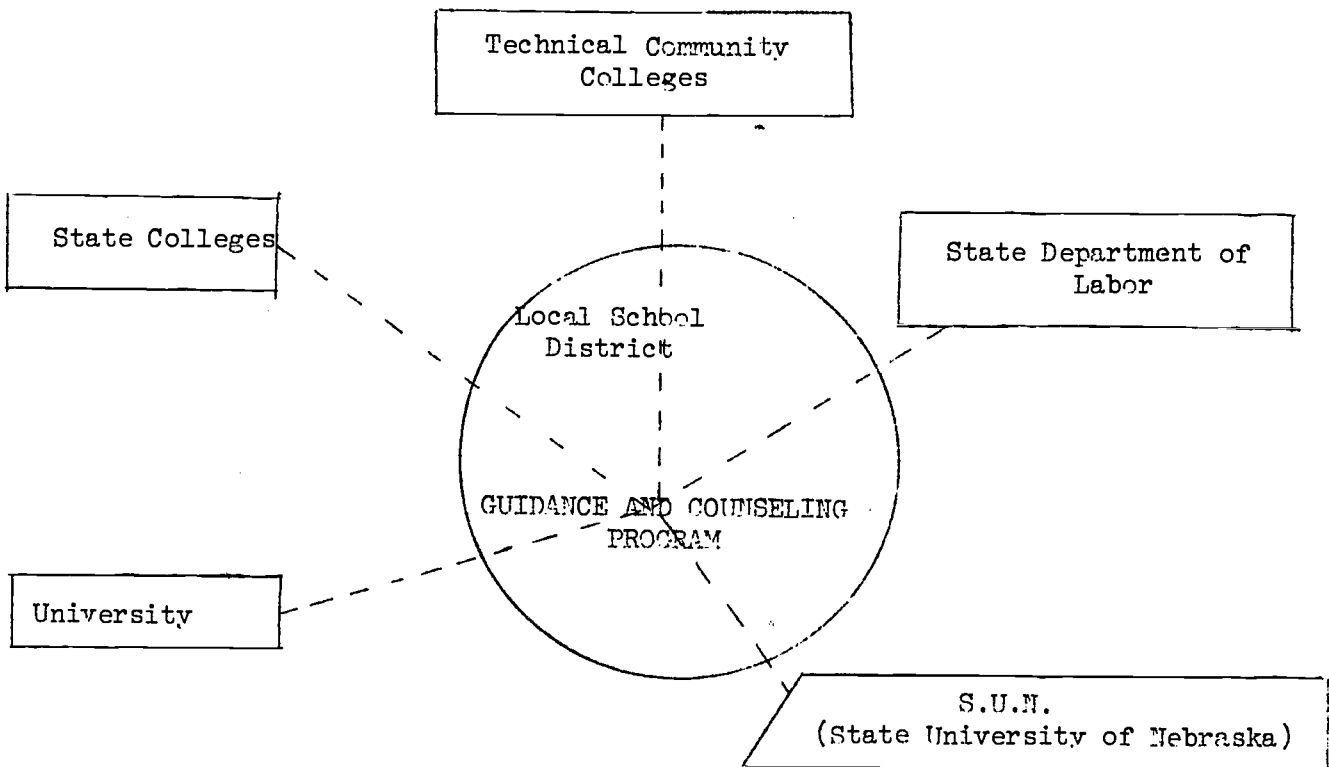 Technical Community
Colleges
State Colleges
State Department of
Labor
Local School
District
GUIDANCE AND COUNSELING
PROGRAM
University
S.U.N.
(State University of Nebraska)